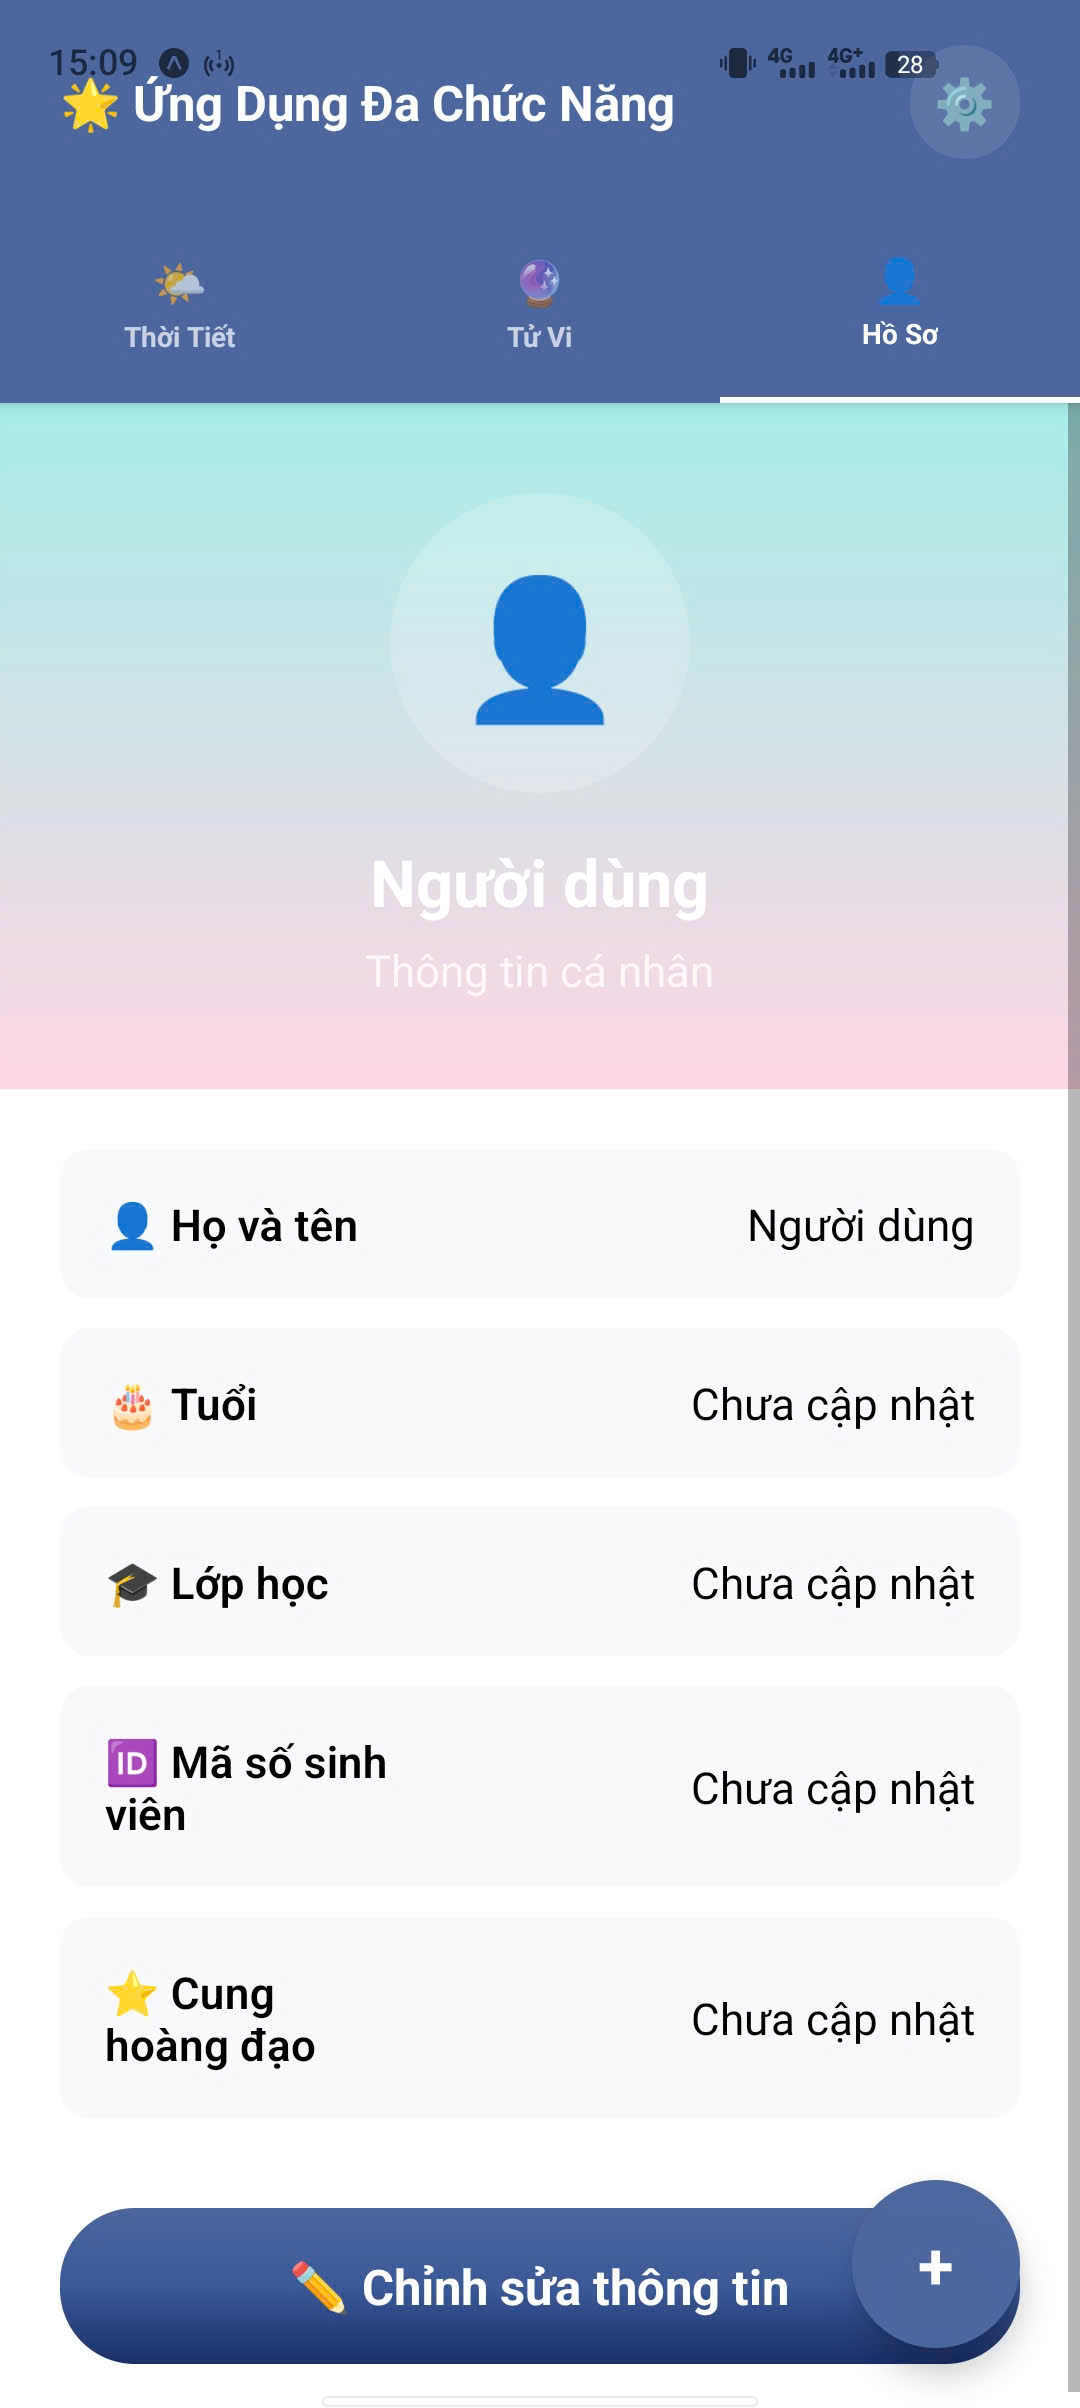 15:09 4G 4G+ 28
Ứng Dụng Đa Chức Năng
Thời Tiết Tử Vi Hồ Sơ
Người dùng
Thông tin cá nhân
Họ và tên Người dùng
Tuổi Chưa cập nhật
Lớp học Chưa cập nhật
ID Mã số sinh
viên
Chưa cập nhật
Cung
hoàng đạo
Chưa cập nhật
Chỉnh sửa thông tin
+